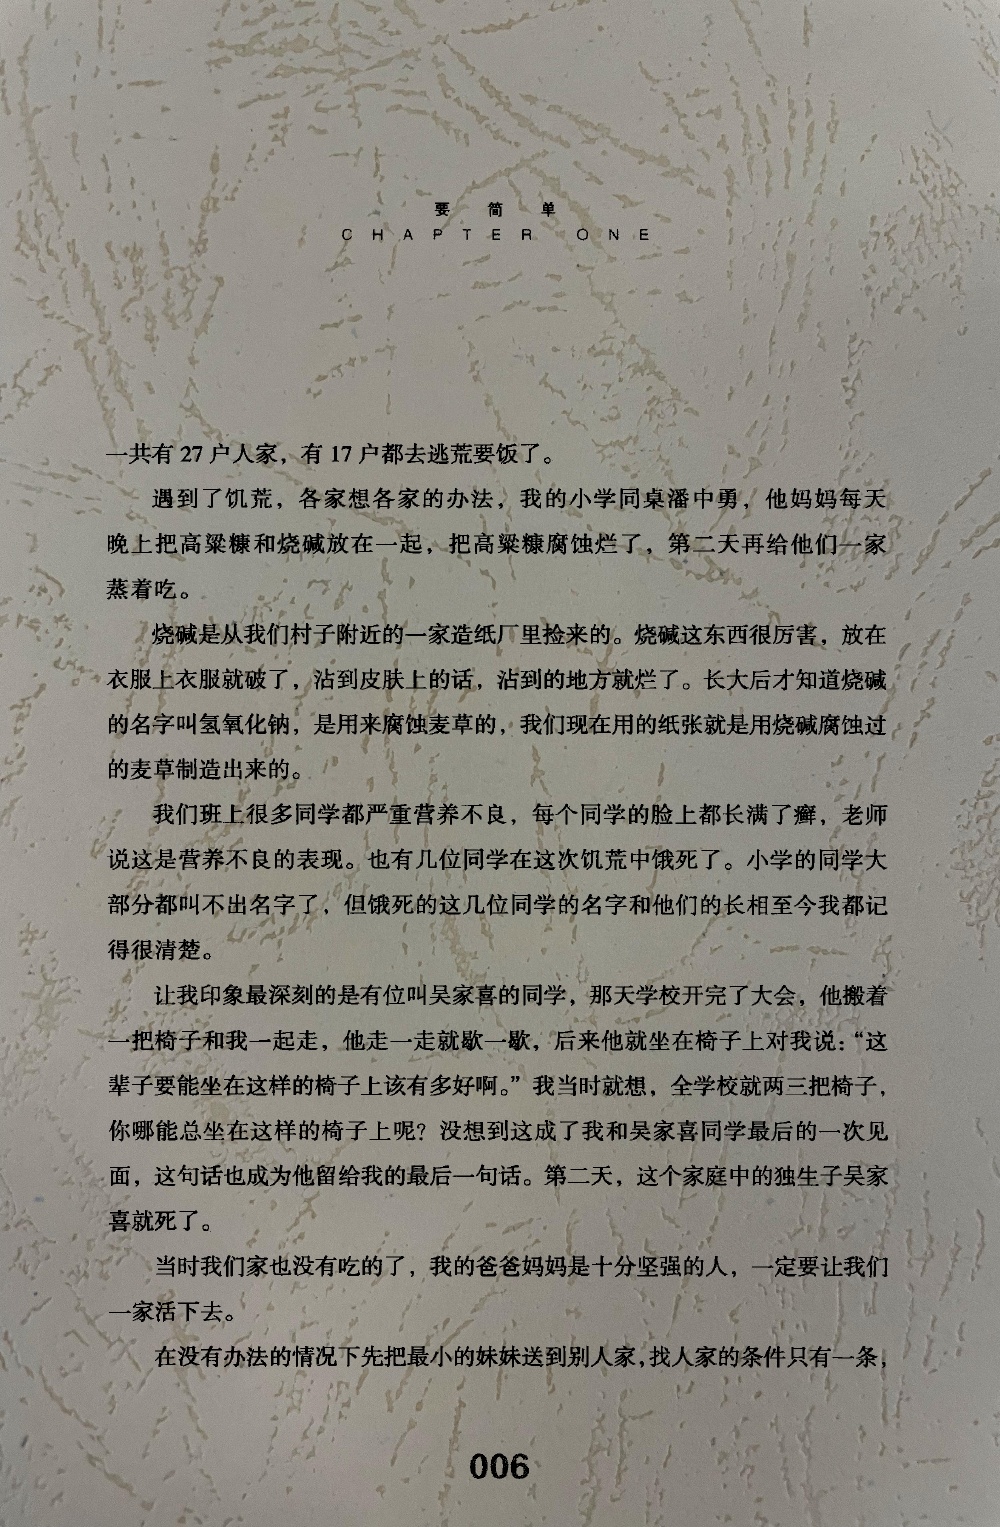 要简单
CHAPTER ONE
一共有 27 户人家，有 17 户都去逃荒要饭了。
遇到了饥荒，各家想各家的办法，我的小学同桌潘中勇，他妈妈每天
晚上把高粱糠和烧碱放在一起，把高粱糠腐蚀烂了，第二天再给他们一家
蒸着吃。
烧碱是从我们村子附近的一家造纸厂里捡来的。烧碱这东西很厉害，放在
衣服上衣服就破了，沾到皮肤上的话，沾到的地方就烂了。长大后才知道烧碱
的名字叫氢氧化钠，是用来腐蚀麦草的，我们现在用的纸张就是用烧碱腐蚀过
的麦草制造出来的。
我们班上很多同学都严重营养不良，每个同学的脸上都长满了癣，老师
说这是营养不良的表现。也有几位同学在这次饥荒中饿死了。小学的同学大
部分都叫不出名字了，但饿死的这几位同学的名字和他们的长相至今我都记
得很清楚。
让我印象最深刻的是有位叫吴家喜的同学，那天学校开完了大会，他搬着
一把椅子和我一起走，他走一走就歇一歇，后来他就坐在椅子上对我说：“这
辈子要能坐在这样的椅子上该有多好啊。”我当时就想，全学校就两三把椅子，
你哪能总坐在这样的椅子上呢？没想到这成了我和吴家喜同学最后的一次见
面，这句话也成为他留给我的最后一句话。第二天，这个家庭中的独生子吴家
喜就死了。
当时我们家也没有吃的了，我的爸爸妈妈是十分坚强的人，一定要让我们
一家活下去。
在没有办法的情况下先把最小的妹妹送到别人家，找人家的条件只有一条，
006